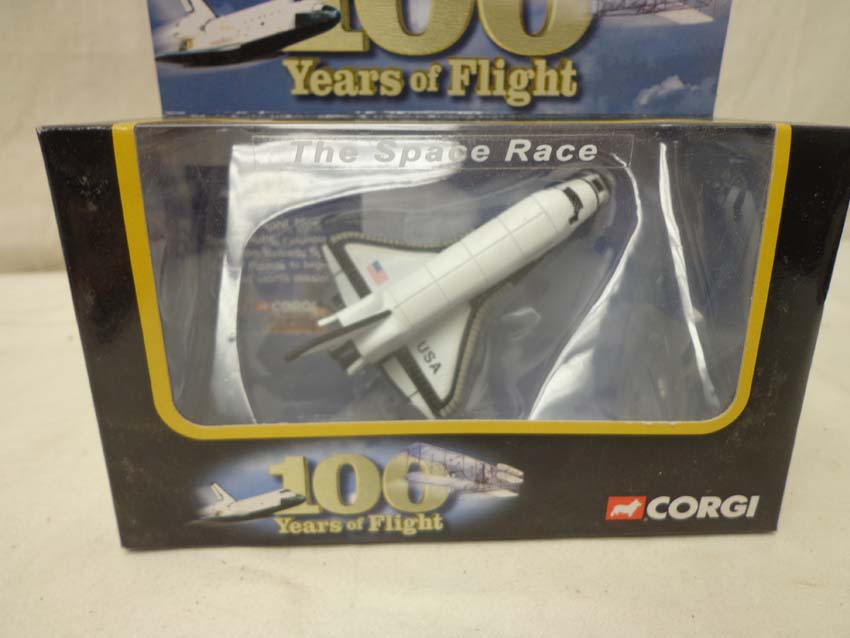 100
Years of Flight
The Space Race
CORGI
USA
100
Years of Flight
CORGI